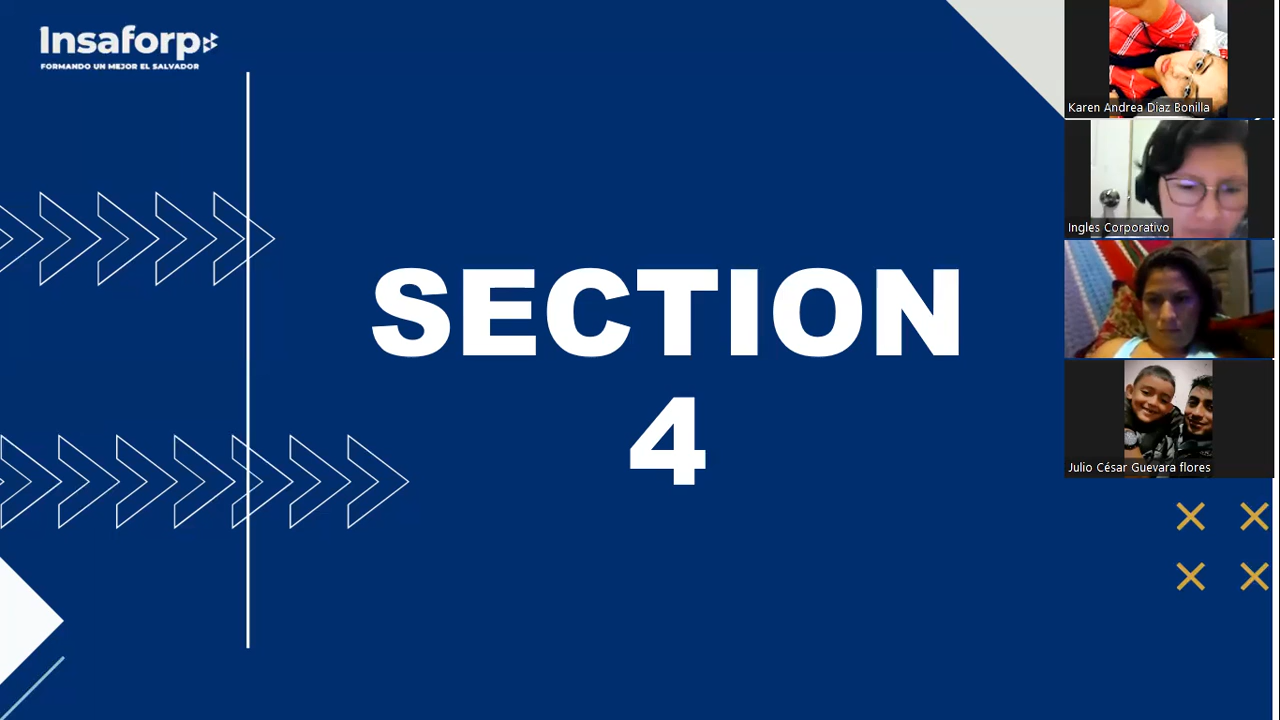 Insaforp
FORMANDO UN MEJOR EL SALVADOR
SECTION
4
Karen Andrea Diaz Bonilla
Ingles Corporativo
Julio César Guevara flores